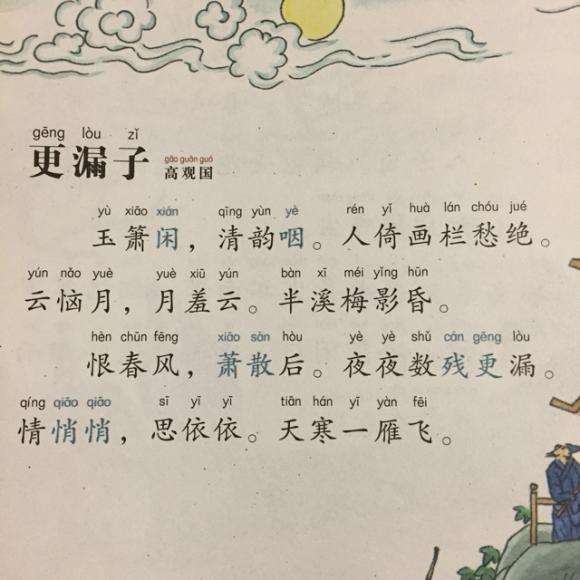 gēng lòu zǐ
更漏子 gāo guān guó
高观国
yù xiāo xián qīng yùn yè rén yǐ huà lán chóu jué
玉箫闲，清韵咽。人倚画栏愁绝。
yún nǎo yuè yuè xiū yún bàn xī méi yǐng hūn
云恼月，月羞云。半溪梅影昏。
hèn chūn fēng xiāo sàn hòu yè yè shǔ cán gēng lòu
恨春风，萧散后。夜夜数残更漏。
qíng qiāo qiāo sī yī yī tiān hán yī yàn fēi
情悄悄，思依依。天寒一雁飞。